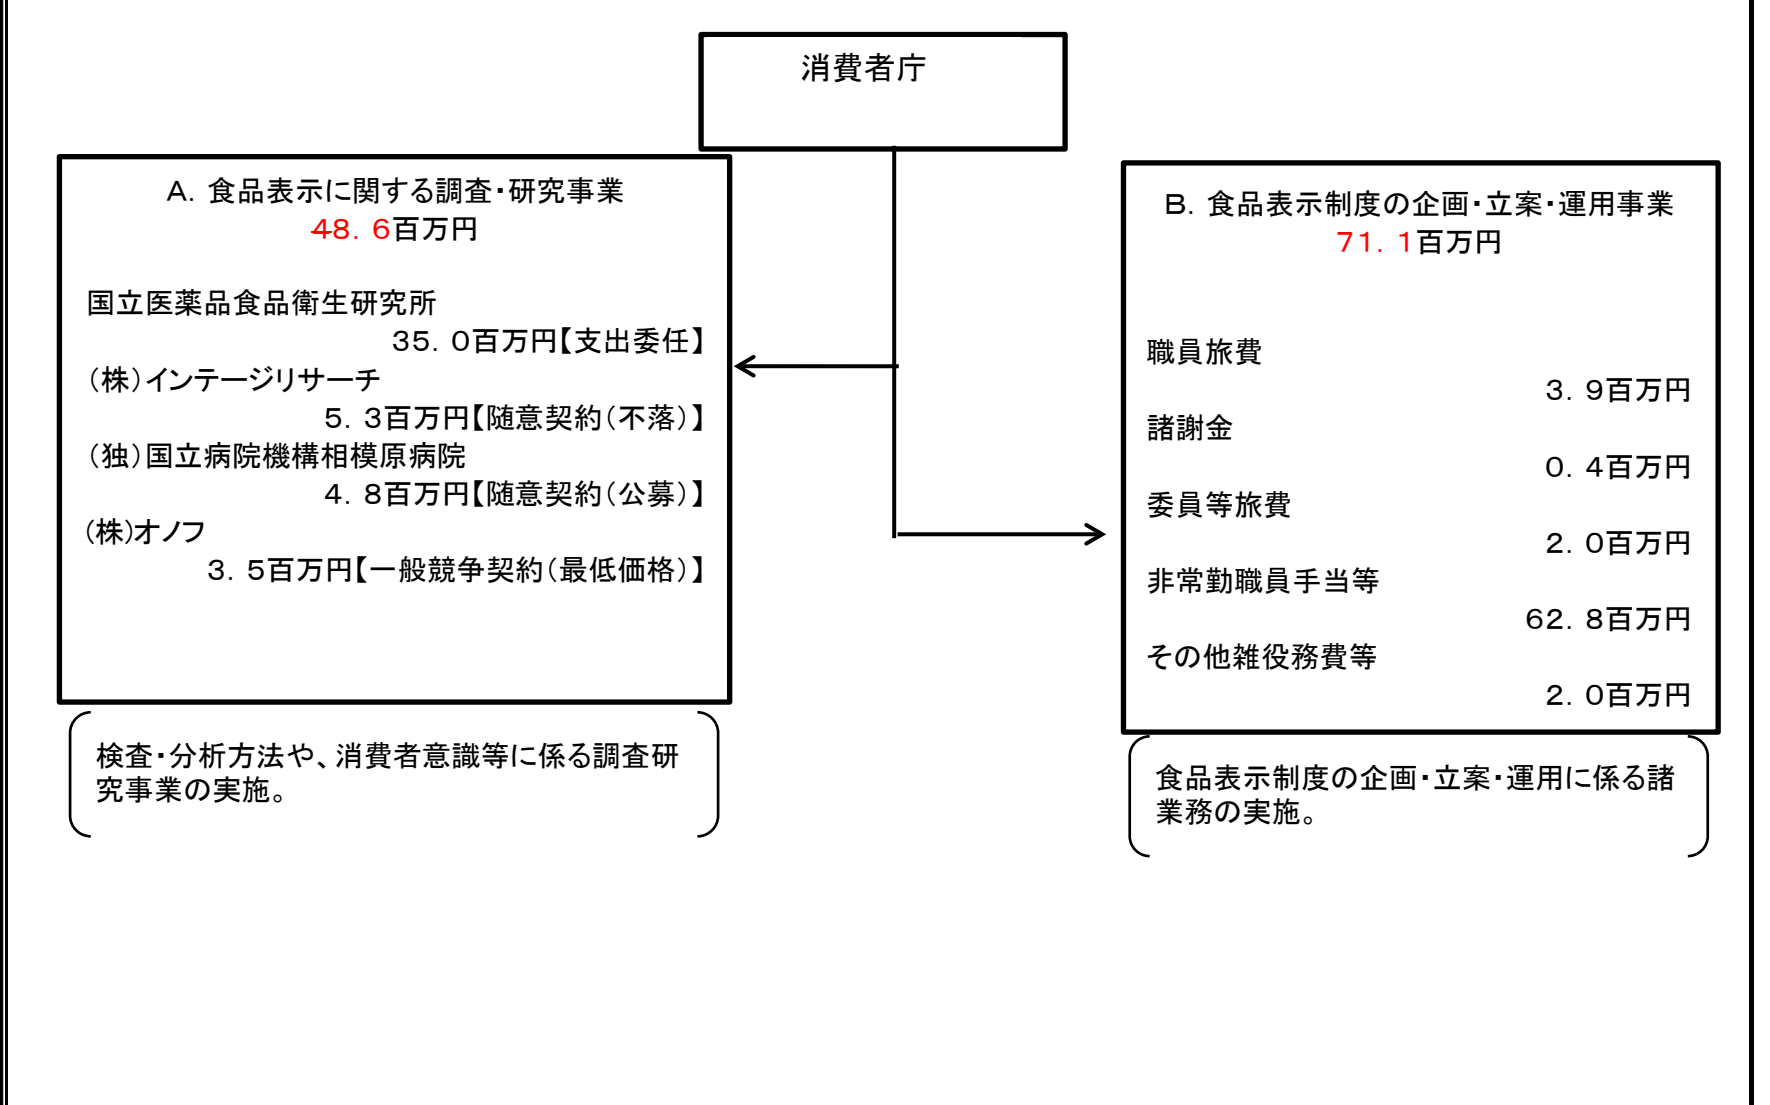 消費者庁
A．食品表示に関する調査・研究事業
48．6百万円
国立医薬品食品衛生研究所
35．0百万円【支出委任】
（株）インテージリサーチ
5．3百万円【随意契約（不落）】
（独）国立病院機構相模原病院
4．8百万円【随意契約（公募）】
(株)オノフ
3．5百万円【一般競争契約（最低価格）】
検査・分析方法や、消費者意識等に係る調査研
究事業の実施。
B．食品表示制度の企画・立案・運用事業
71．1百万円
職員旅費
3．9百万円
諸謝金
0．4百万円
委員等旅費
2．0百万円
非常勤職員手当等
62．8百万円
その他雑役務費等
2．0百万円
食品表示制度の企画・立案・運用に係る諸
業務の実施。